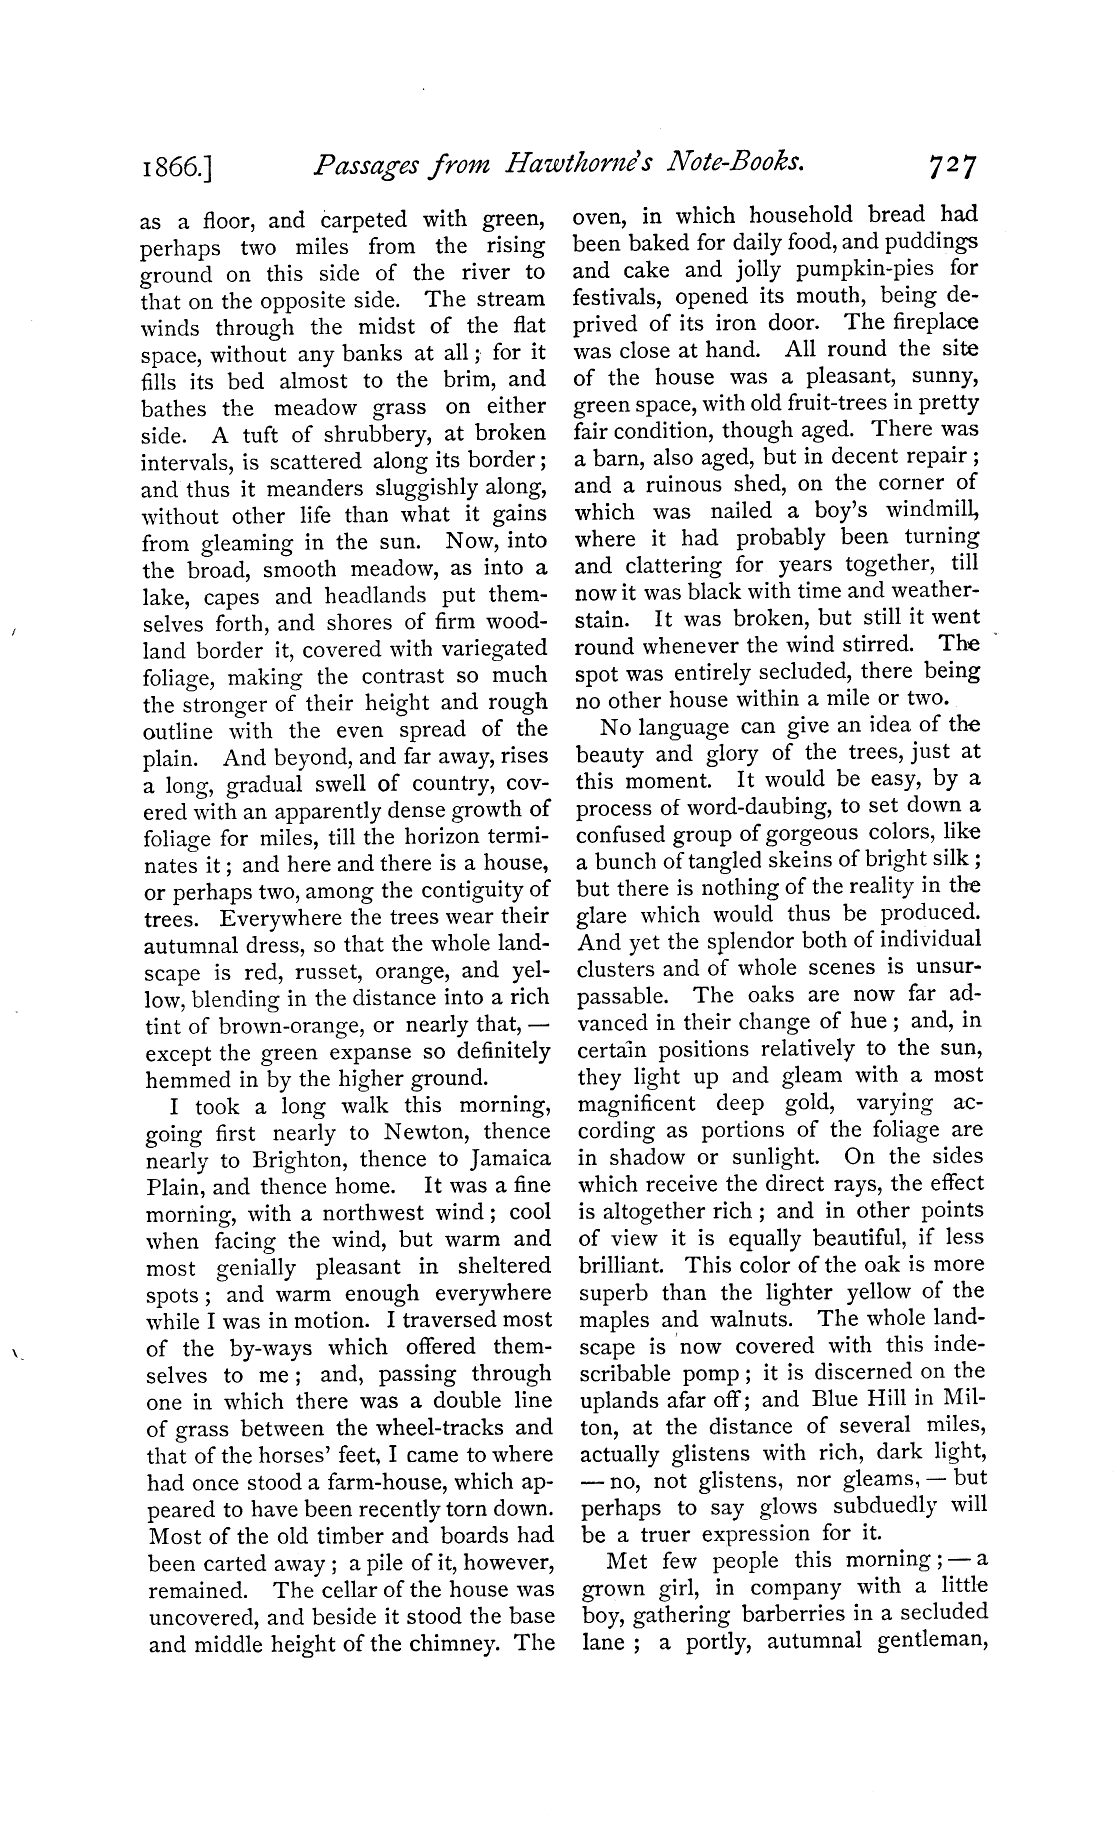 1866.] Passages from Hawthorne's Note-Books. 727
as a floor, and carpeted with green,
perhaps two miles from the rising
ground on this side of the river to
that on the opposite side. The stream
winds through the midst of the flat
space, without any banks at all; for it
fills its bed almost to the brim, and
bathes the meadow grass on either
side. A tuft of shrubbery, at broken
intervals, is scattered along its border;
and thus it meanders sluggishly along,
without other life than what it gains
from gleaming in the sun. Now, into
the broad, smooth meadow, as into a
lake, capes and headlands put them-
selves forth, and shores of firm wood-
land border it, covered with variegated
foliage, making the contrast so much
the stronger of their height and rough
outline with the even spread of the
plain. And beyond, and far away, rises
a long, gradual swell of country, cov-
ered with an apparently dense growth of
foliage for miles, till the horizon termi-
nates it; and here and there is a house,
or perhaps two, among the contiguity of
trees. Everywhere the trees wear their
autumnal dress, so that the whole land-
scape is red, russet, orange, and yel-
low, blending in the distance into a rich
tint of brown-orange, or nearly that, —
except the green expanse so definitely
hemmed in by the higher ground.
I took a long walk this morning,
going first nearly to Newton, thence
nearly to Brighton, thence to Jamaica
Plain, and thence home. It was a fine
morning, with a northwest wind; cool
when facing the wind, but warm and
most genially pleasant in sheltered
spots; and warm enough everywhere
while I was in motion. I traversed most
of the by-ways which offered them-
selves to me; and, passing through
one in which there was a double line
of grass between the wheel-tracks and
that of the horses' feet, I came to where
had once stood a farm-house, which ap-
peared to have been recently torn down.
Most of the old timber and boards had
been carted away; a pile of it, however,
remained. The cellar of the house was
uncovered, and beside it stood the base
and middle height of the chimney. The
oven, in which household bread had
been baked for daily food, and puddings
and cake and jolly pumpkin-pies for
festivals, opened its mouth, being de-
prived of its iron door. The fireplace
was close at hand. All round the site
of the house was a pleasant, sunny,
green space, with old fruit-trees in pretty
fair condition, though aged. There was
a barn, also aged, but in decent repair;
and a ruinous shed, on the corner of
which was nailed a boy's windmill,
where it had probably been turning
and clattering for years together, till
now it was black with time and weather-
stain. It was broken, but still it went
round whenever the wind stirred. The
spot was entirely secluded, there being
no other house within a mile or two.
No language can give an idea of the
beauty and glory of the trees, just at
this moment. It would be easy, by a
process of word-daubing, to set down a
confused group of gorgeous colors, like
a bunch of tangled skeins of bright silk;
but there is nothing of the reality in the
glare which would thus be produced.
And yet the splendor both of individual
clusters and of whole scenes is unsur-
passable. The oaks are now far ad-
vanced in their change of hue; and, in
certain positions relatively to the sun,
they light up and gleam with a most
magnificent deep gold, varying ac-
cording as portions of the foliage are
in shadow or sunlight. On the sides
which receive the direct rays, the effect
is altogether rich; and in other points
of view it is equally beautiful, if less
brilliant. This color of the oak is more
superb than the lighter yellow of the
maples and walnuts. The whole land-
scape is now covered with this inde-
scribable pomp; it is discerned on the
uplands afar off; and Blue Hill in Mil-
ton, at the distance of several miles,
actually glistens with rich, dark light,
— no, not glistens, nor gleams, — but
perhaps to say glows subduedly will
be a truer expression for it.
Met few people this morning; — a
grown girl, in company with a little
boy, gathering barberries in a secluded
lane; a portly, autumnal gentleman,